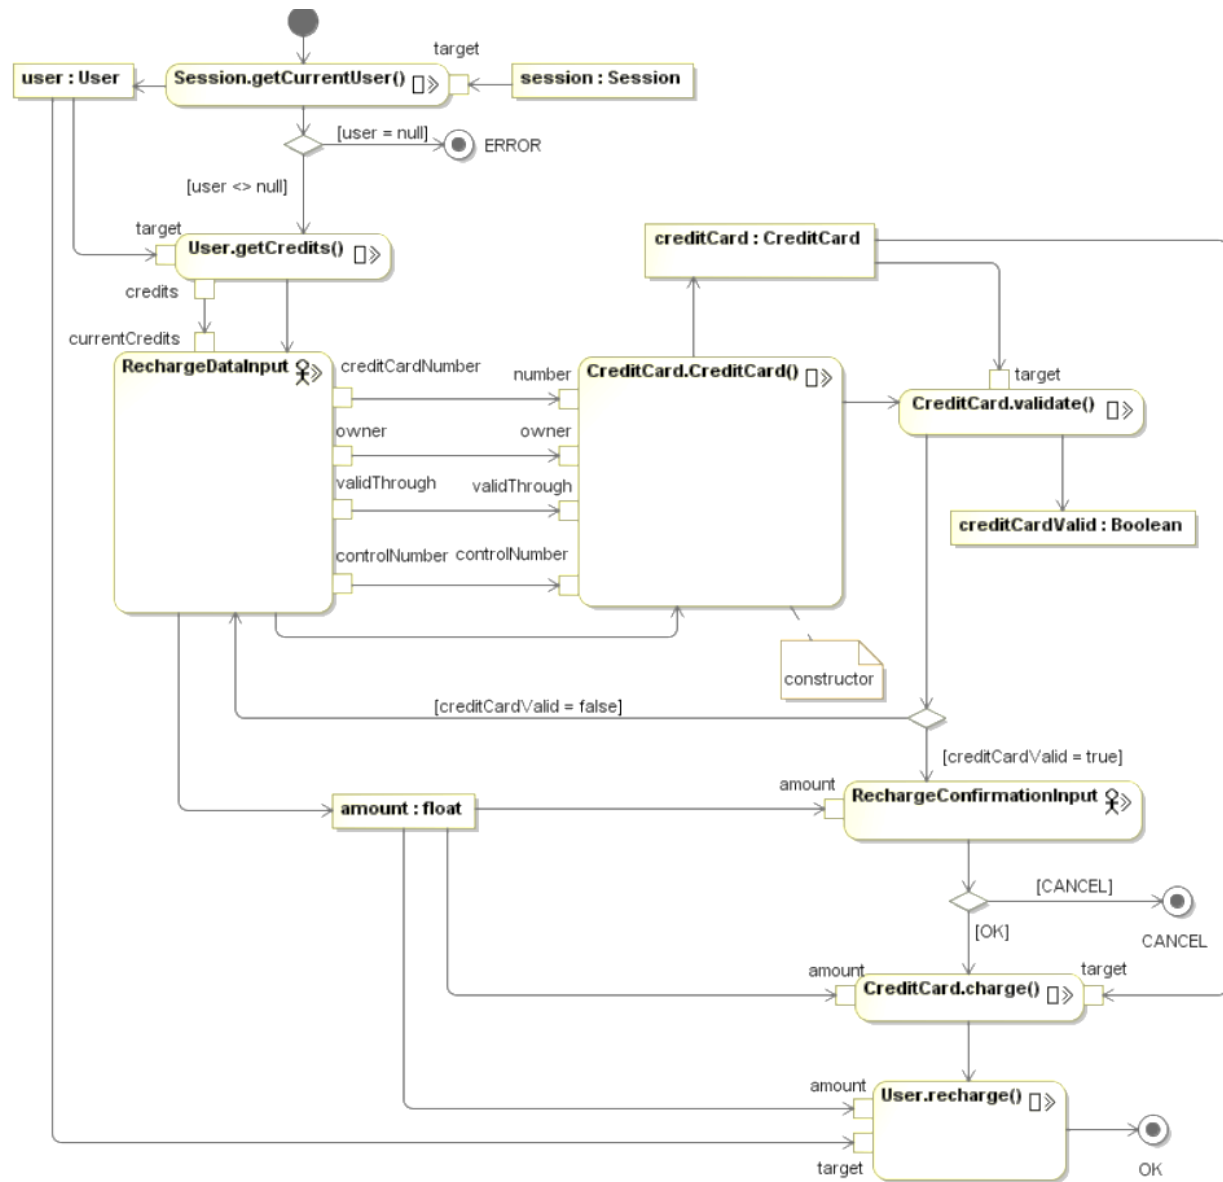 target
user : User
Session.getCurrentUser()
session : Session
[user = null]
ERROR
[user <> null]
target
User.getCredits()
creditCard : CreditCard
credits
currentCredits
RechargeDataInput
creditCardNumber
number
CreditCard.CreditCard()
target
CreditCard.validate()
owner
owner
validThrough
validThrough
creditCardValid : Boolean
controlNumber
controlNumber
constructor
[creditCardValid = false]
[creditCardValid = true]
amount
RechargeConfirmationInput
amount : float
[CANCEL]
[OK]
CANCEL
amount
target
CreditCard.charge()
amount
User.recharge()
target
OK